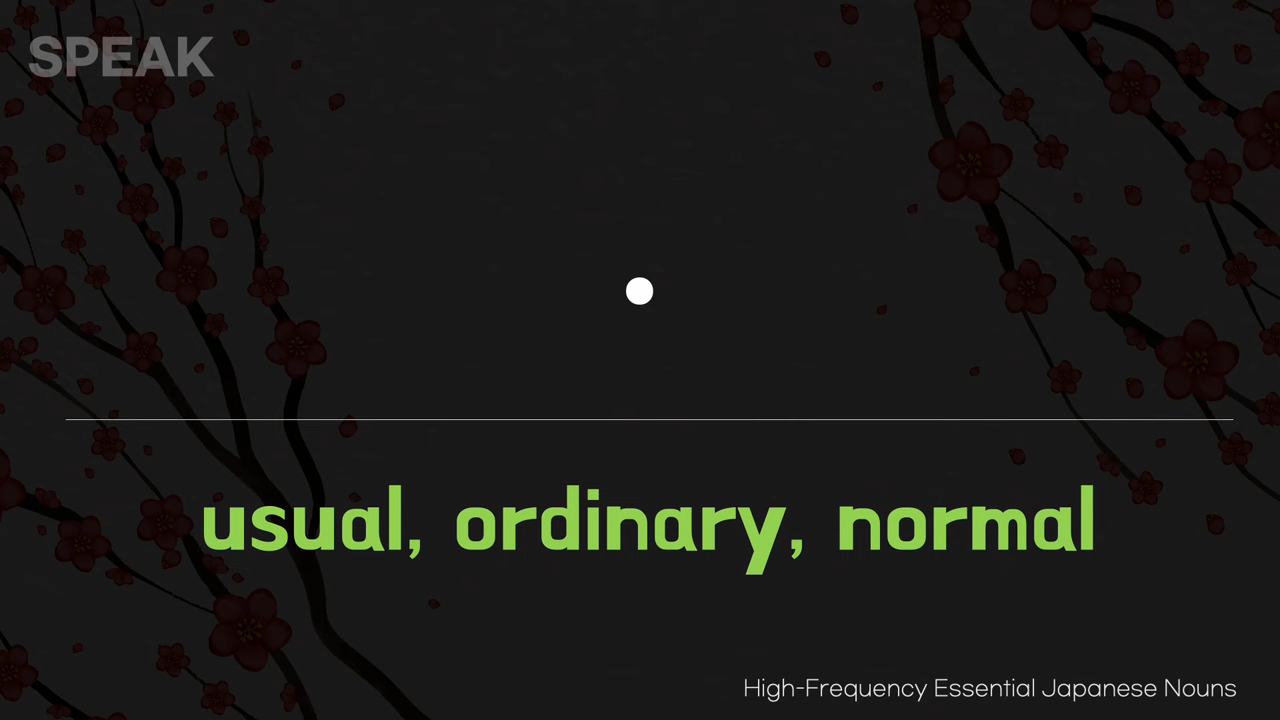 SPEAK
usual, ordinary, normal
High-Frequency Essential Japanese Nouns